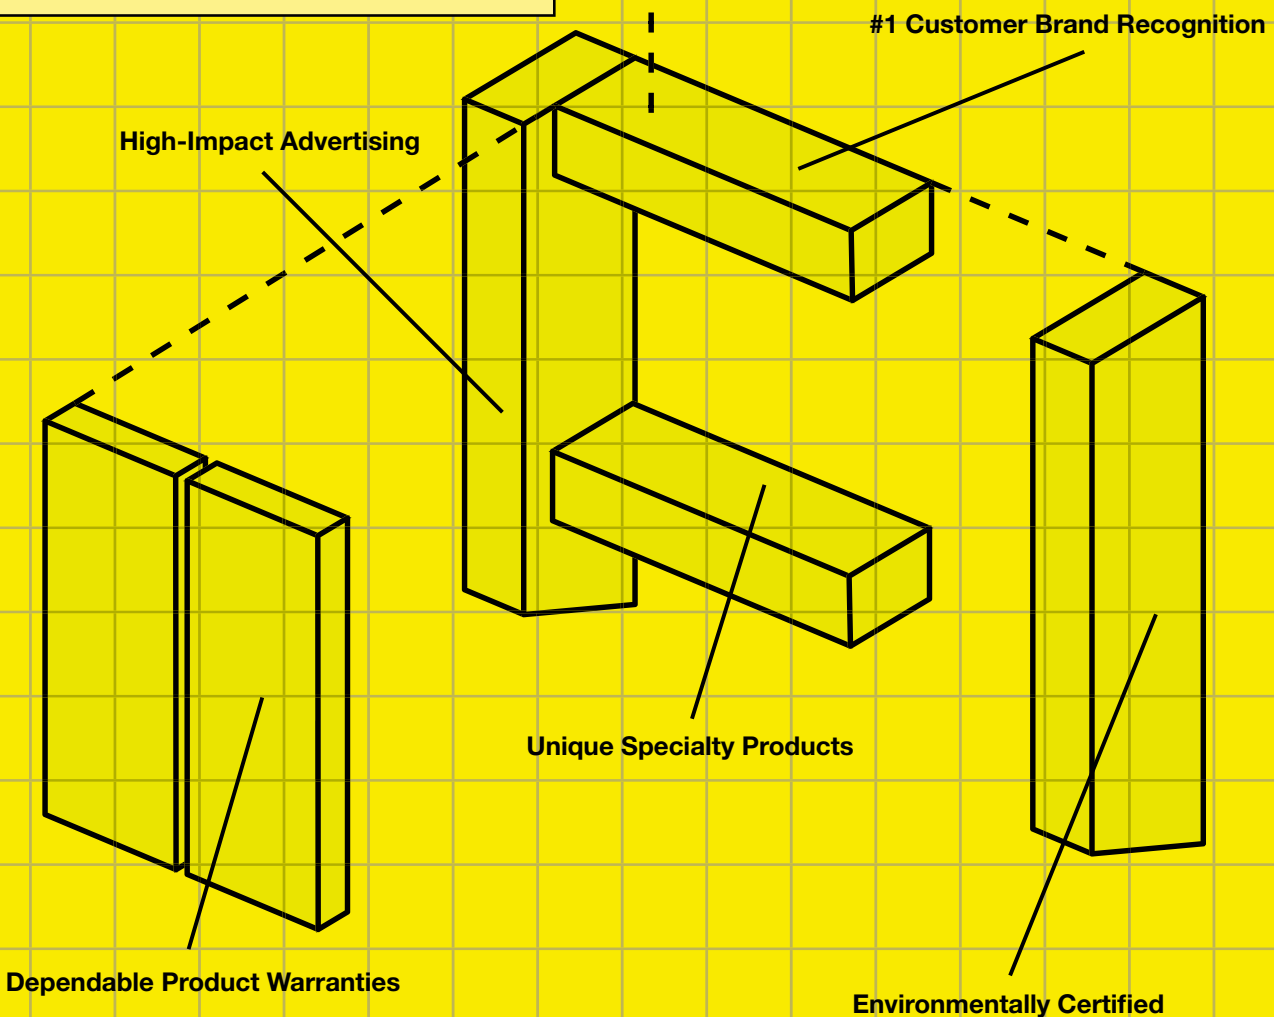 #1 Customer Brand Recognition
High-Impact Advertising
Unique Specialty Products
Dependable Product Warranties
Environmentally Certified